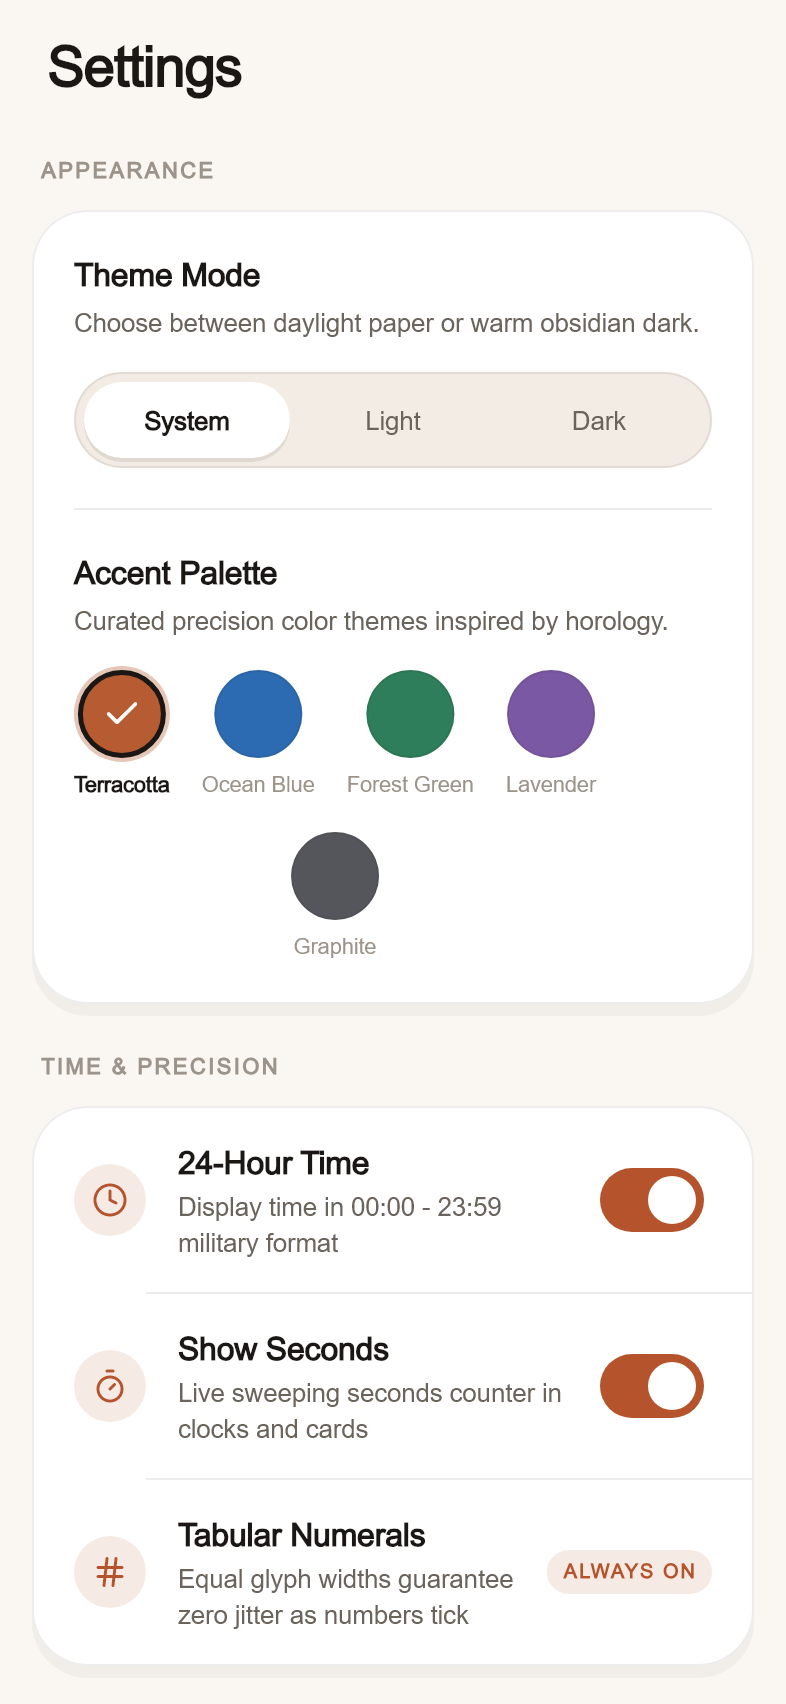 Settings
APPEARANCE
Theme Mode
Choose between daylight paper or warm obsidian dark.
System Light Dark
Accent Palette
Curated precision color themes inspired by horology.
Terracotta Ocean Blue Forest Green Lavender
Graphite
TIME & PRECISION
24-Hour Time
Display time in 00:00 - 23:59
military format
Show Seconds
Live sweeping seconds counter in
clocks and cards
Tabular Numerals
Equal glyph widths guarantee
zero jitter as numbers tick
ALWAYS ON